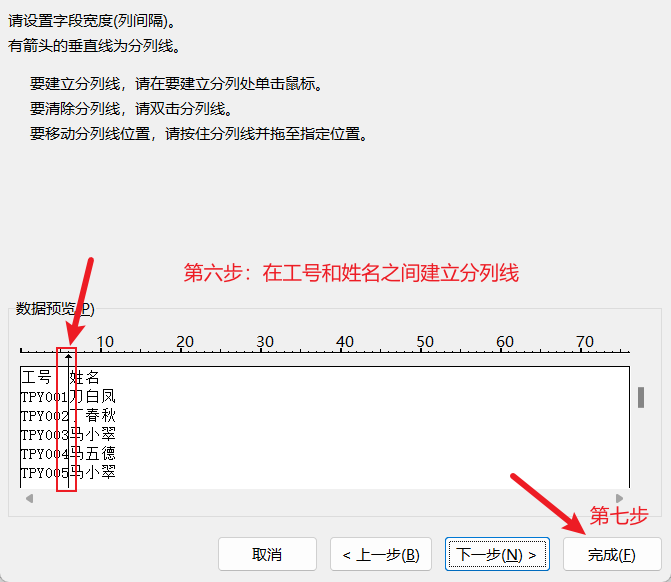 请设置字段宽度(列间隔)。
有箭头的垂直线为分列线。
要建立分列线，请在要建立分列处单击鼠标。
要清除分列线，请双击分列线。
要移动分列线位置，请按住分列线并拖至指定位置。
第六步：在工号和姓名之间建立分列线
数据预览(P)
10 20 30 40 50 60 70
工号 姓名
TPY001刀白凤
TPY002丁春秋
TPY003马小翠
TPY004马五德
TPY005马小翠
第七步
取消 < 上一步(B) 下一步(N) > 完成(F)